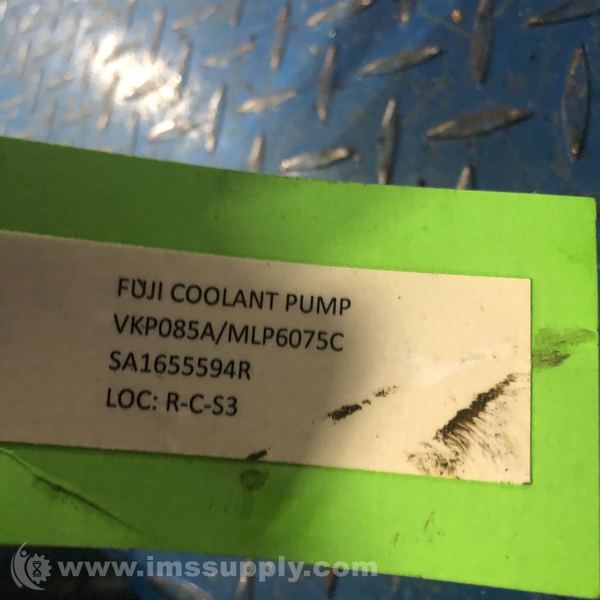 FUJI COOLANT PUMP
VKP085A/MLP6075C
SA1655594R
LOC: R-C-S3
www.imssupply.com®